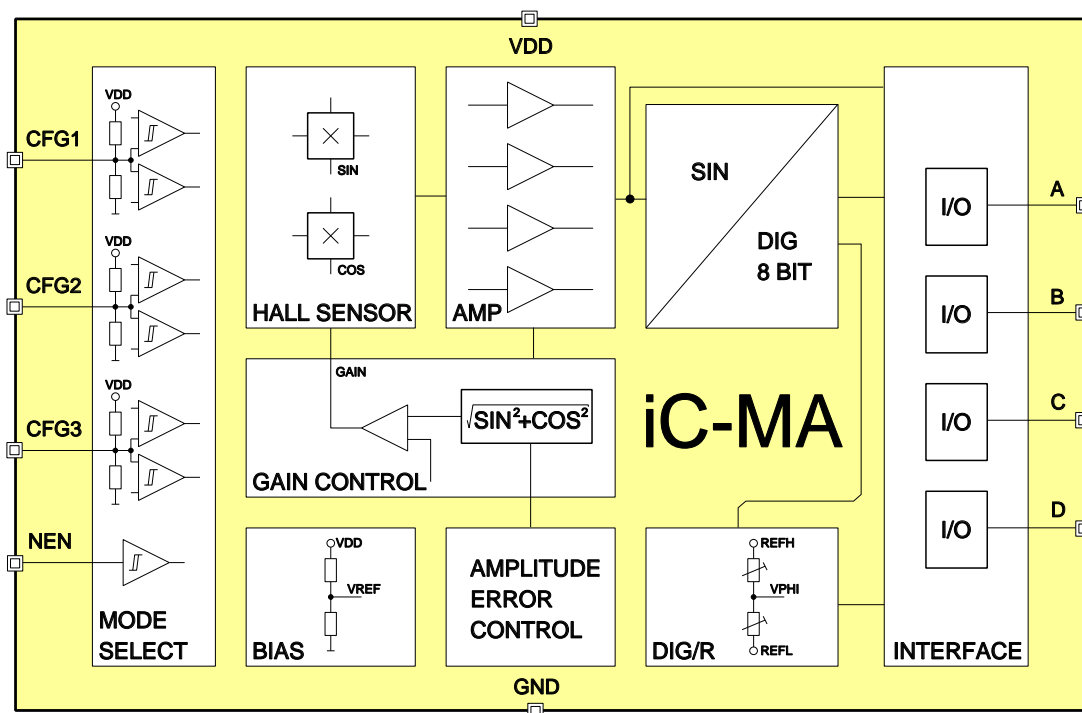 VDD
CFG1
VDD
CFG2
VDD
CFG3
VDD
NEN
MODE
SELECT
SIN
COS
HALL SENSOR
AMP
SIN
DIG
8 BIT
GAIN
√SIN²+COS²
GAIN CONTROL
iC-MA
VDD
VREF
BIAS
AMPLITUDE
ERROR
CONTROL
REFH
VPHI
REFL
DIG/R
I/O
A
I/O
B
I/O
C
I/O
D
INTERFACE
GND